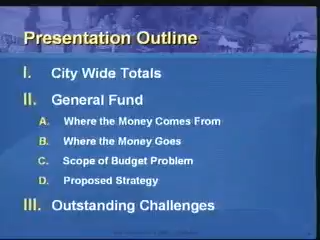 Presentation Outline
I. City Wide Totals
II. General Fund
A. Where the Money Comes From
B. Where the Money Goes
C. Scope of Budget Problem
D. Proposed Strategy
III. Outstanding Challenges